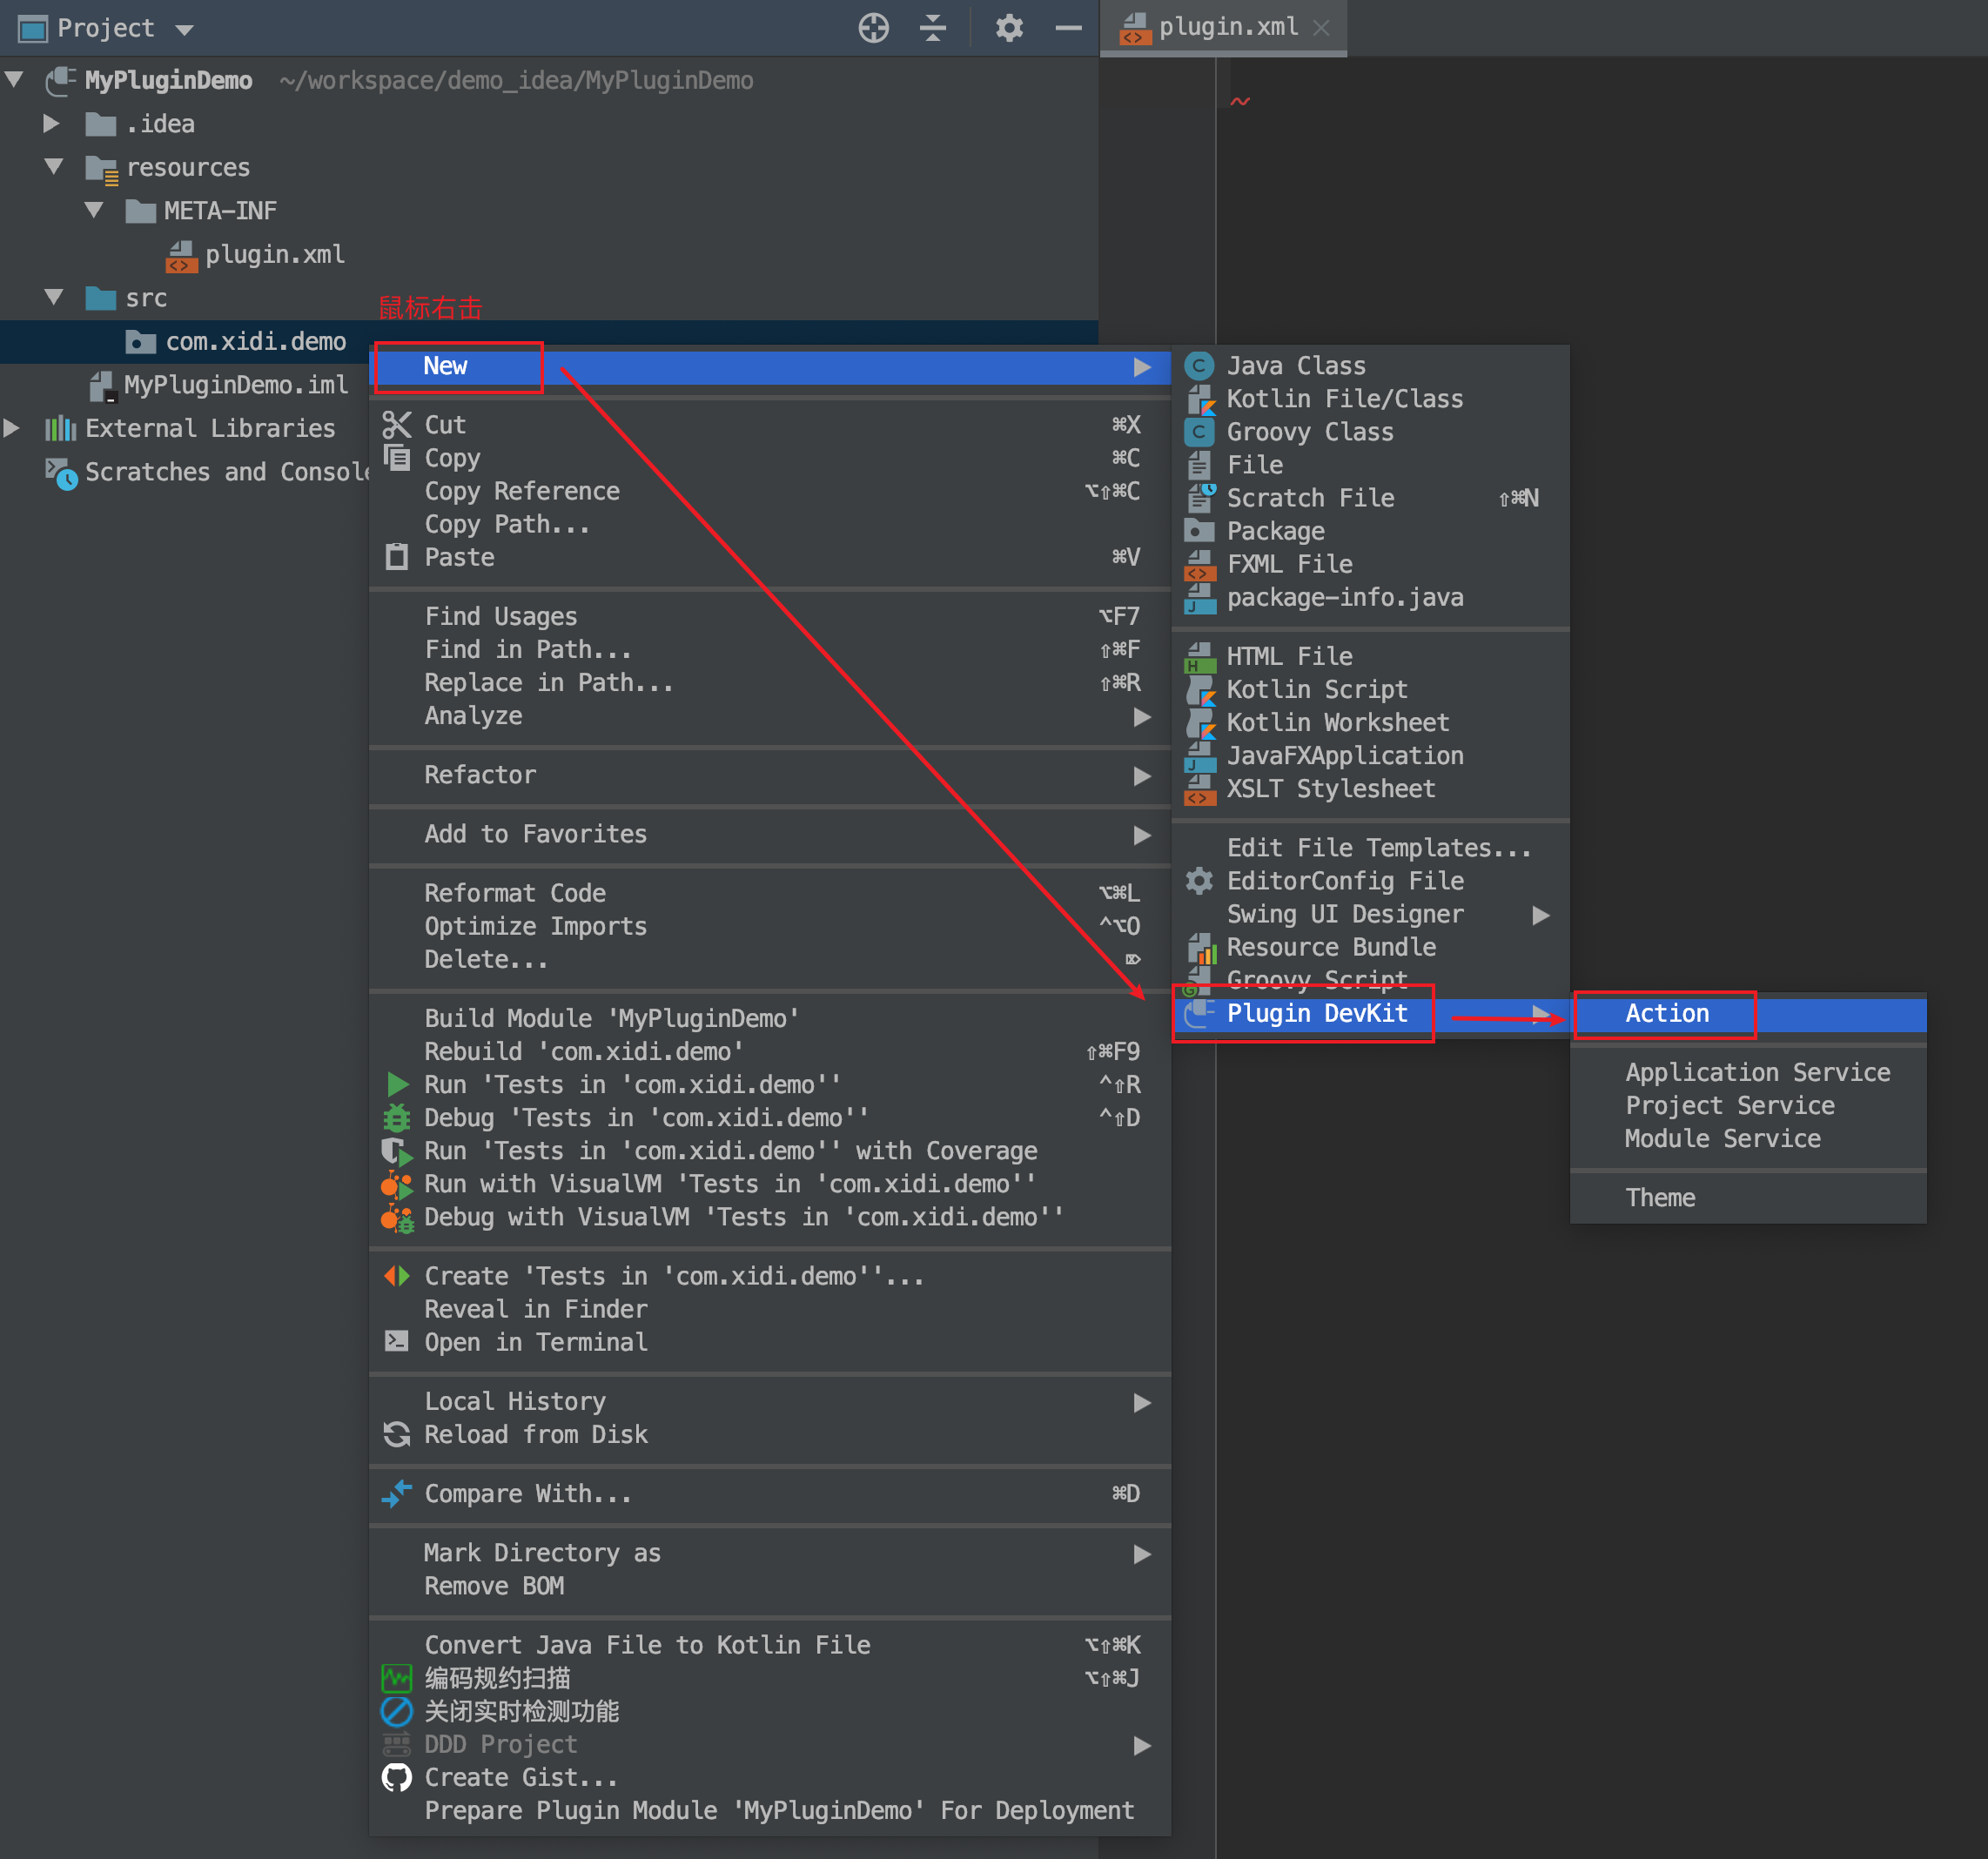 Project
plugin.xml
MyPluginDemo ~/workspace/demo_idea/MyPluginDemo
.idea
resources
META-INF
plugin.xml
src
鼠标右击
com.xidi.demo
MyPluginDemo.iml
External Libraries
Scratches and Console
New
Cut ⌘X
Copy ⌘C
Copy Reference ⌥⇧⌘C
Copy Path...
Paste ⌘V
Find Usages ⌥F7
Find in Path... ⇧⌘F
Replace in Path... ⇧⌘R
Analyze
Refactor
Add to Favorites
Reformat Code ⌥⌘L
Optimize Imports ^⌥O
Delete... ⌦
Build Module 'MyPluginDemo'
Rebuild 'com.xidi.demo' ⇧⌘F9
Run 'Tests in 'com.xidi.demo'' ^⇧R
Debug 'Tests in 'com.xidi.demo'' ^⇧D
Run 'Tests in 'com.xidi.demo'' with Coverage
Run with VisualVM 'Tests in 'com.xidi.demo''
Debug with VisualVM 'Tests in 'com.xidi.demo''
Create 'Tests in 'com.xidi.demo''...
Reveal in Finder
Open in Terminal
Local History
Reload from Disk
Compare With... ⌘D
Mark Directory as
Remove BOM
Convert Java File to Kotlin File ⌥⇧⌘K
编码规约扫描 ⌥⇧⌘J
关闭实时检测功能
DDD Project
Create Gist...
Prepare Plugin Module 'MyPluginDemo' For Deployment
Java Class
Kotlin File/Class
Groovy Class
File
Scratch File ⇧⌘N
Package
FXML File
package-info.java
HTML File
Kotlin Script
Kotlin Worksheet
JavaFXApplication
XSLT Stylesheet
Edit File Templates...
EditorConfig File
Swing UI Designer
Resource Bundle
Groovy Script
Plugin DevKit
Action
Application Service
Project Service
Module Service
Theme